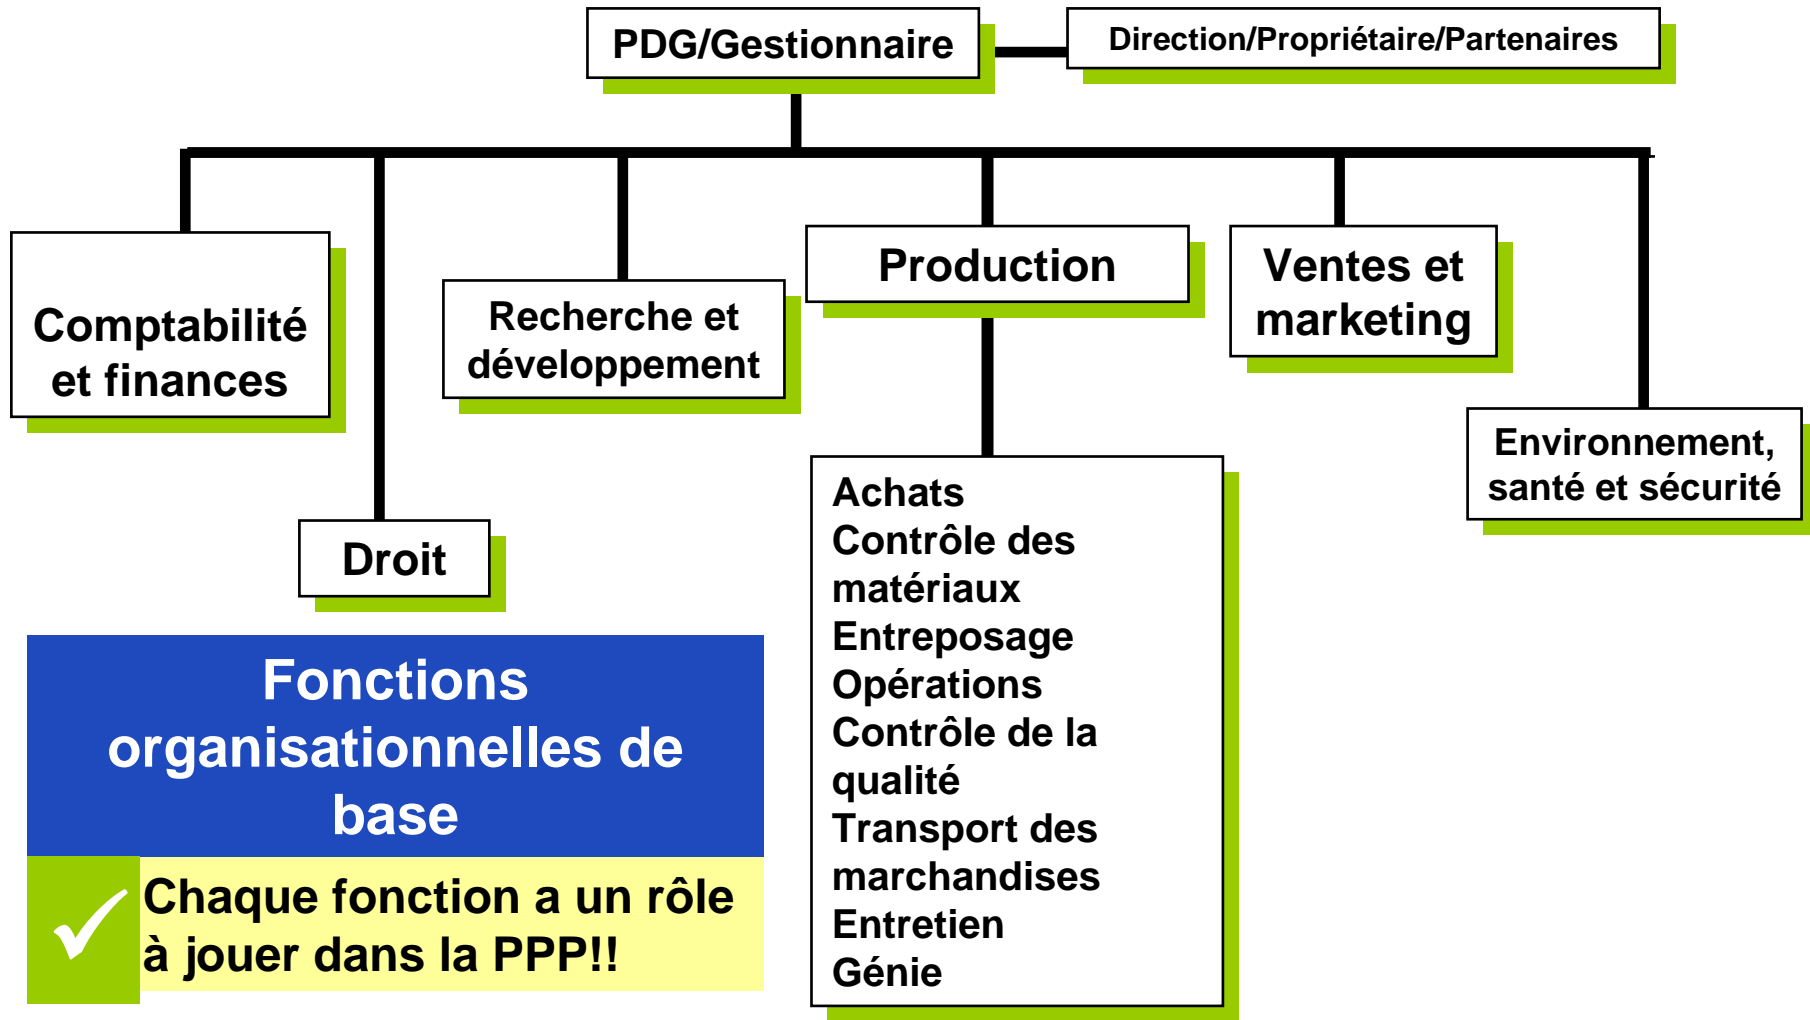 PDG/Gestionnaire
Direction/Propriétaire/Partenaires
Comptabilité
et finances
Droit
Recherche et
développement
Production
Ventes et
marketing
Environnement,
santé et sécurité
Achats
Contrôle des
matériaux
Entreposage
Opérations
Contrôle de la
qualité
Transport des
marchandises
Entretien
Génie
Fonctions
organisationnelles de
base
Chaque fonction a un rôle
à jouer dans la PPP!!